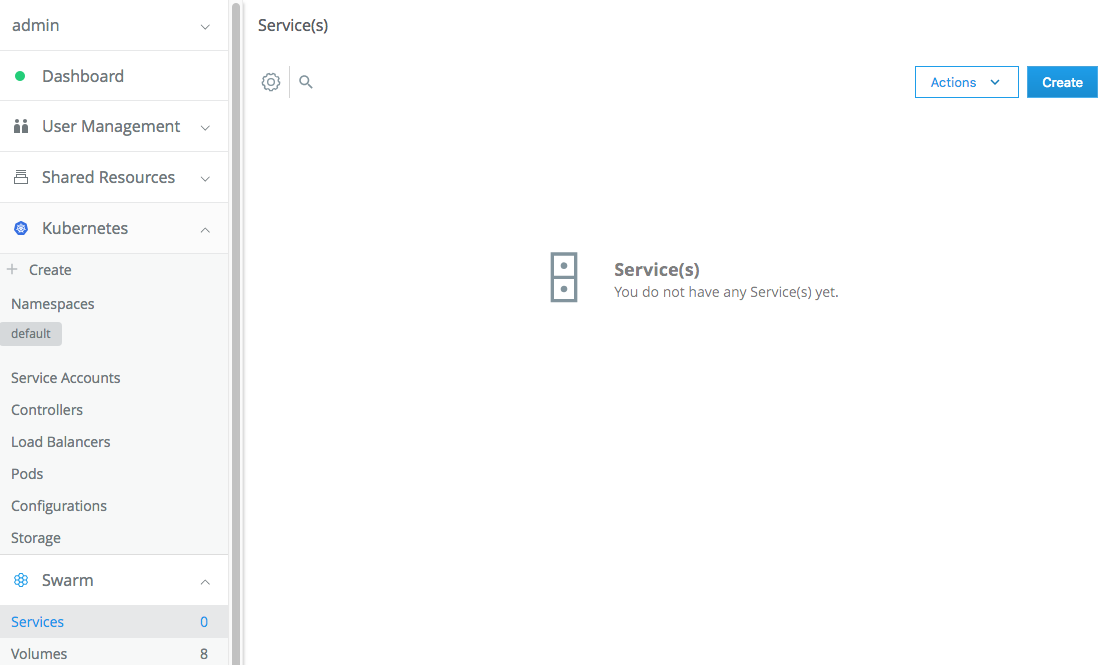 admin
Dashboard
User Management
Shared Resources
Kubernetes
Create
Namespaces
default
Service Accounts
Controllers
Load Balancers
Pods
Configurations
Storage
Swarm
Services 0
Volumes 8
Service(s)
Actions Create
Service(s)
You do not have any Service(s) yet.